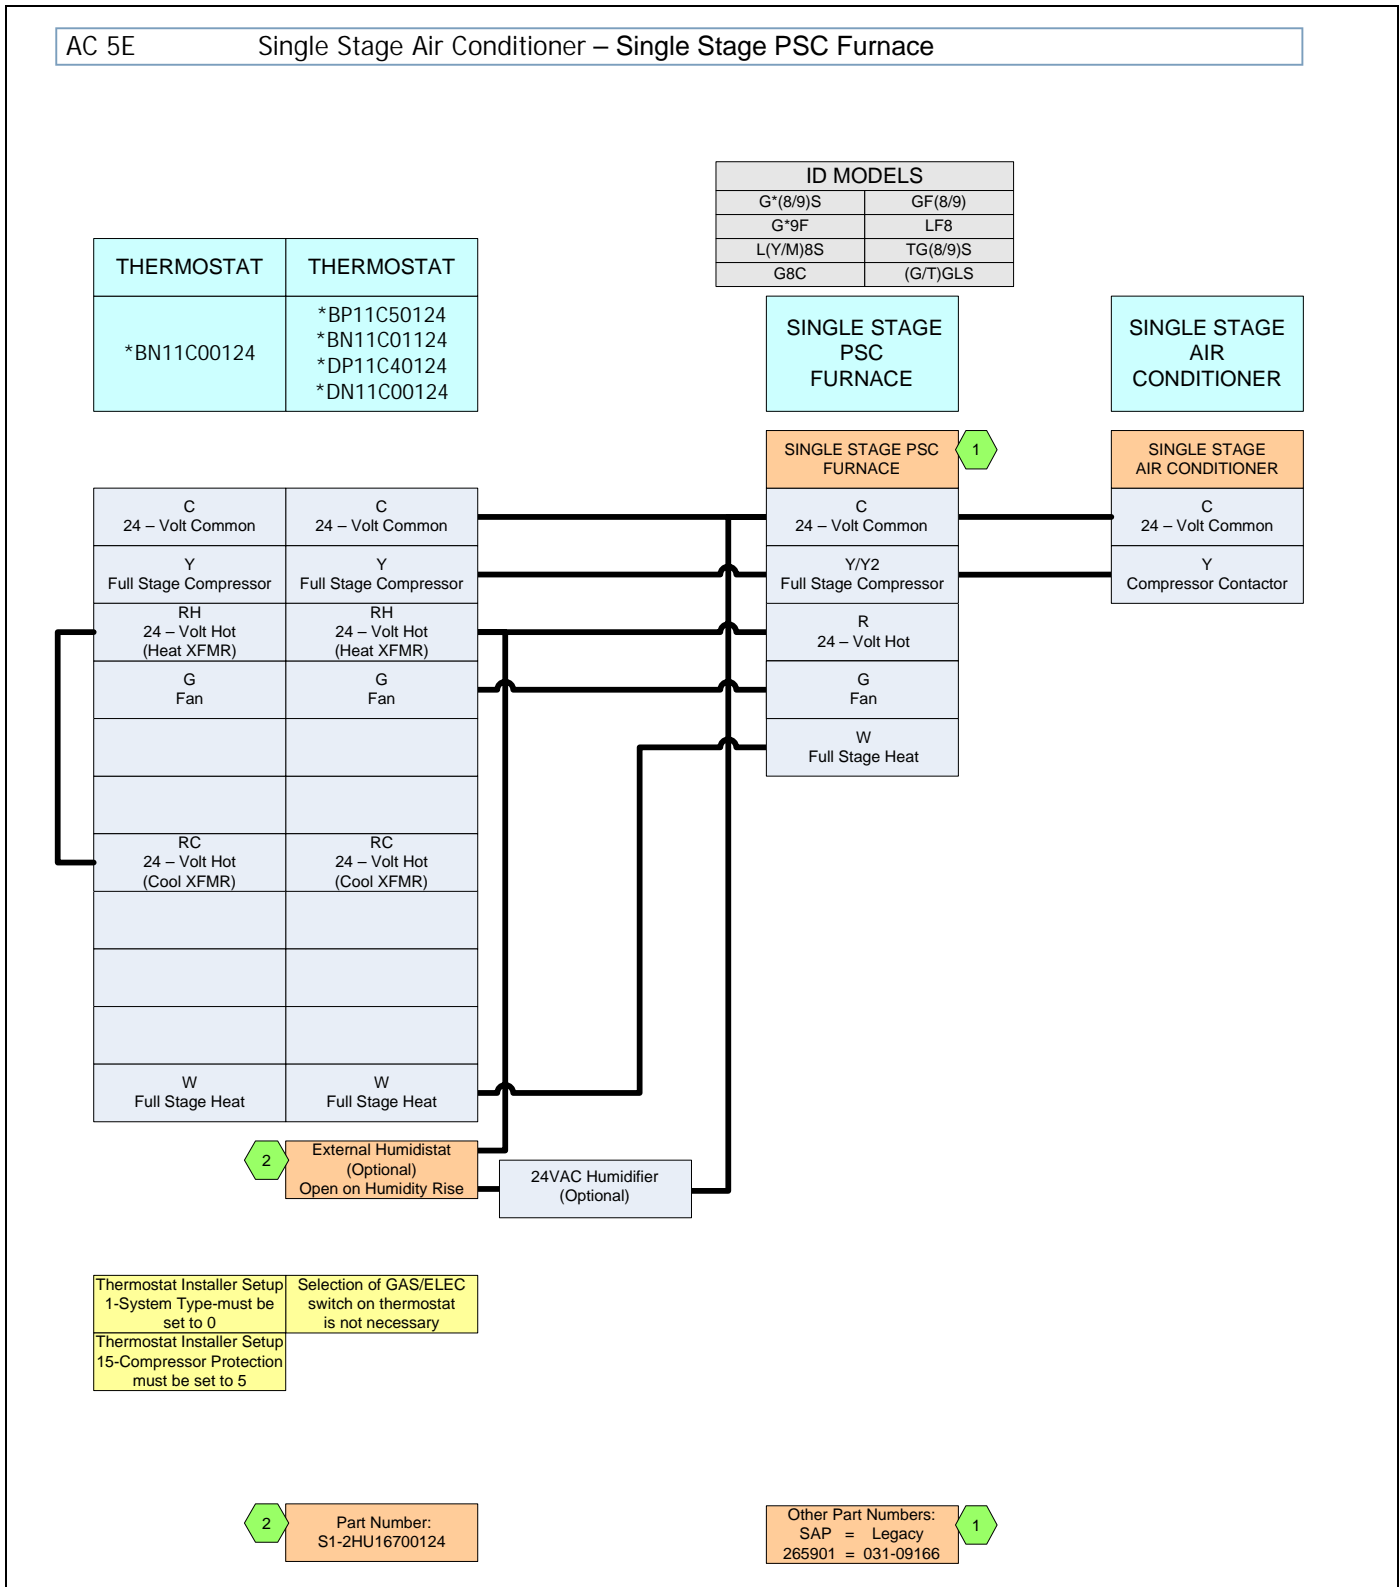 AC 5E Single Stage Air Conditioner – Single Stage PSC Furnace
ID MODELS
G*(8/9)S GF(8/9)
G*9F LF8
L(Y/M)8S TG(8/9)S
G8C (G/T)GLS
THERMOSTAT THERMOSTAT
*BN11C00124
*BP11C50124
*BN11C01124
*DP11C40124
*DN11C00124
SINGLE STAGE
PSC
FURNACE
SINGLE STAGE
AIR
CONDITIONER
SINGLE STAGE PSC
FURNACE
1
SINGLE STAGE
AIR CONDITIONER
C
24 – Volt Common
C
24 – Volt Common
C
24 – Volt Common
C
24 – Volt Common
Y
Full Stage Compressor
Y
Full Stage Compressor
Y/Y2
Full Stage Compressor
Y
Compressor Contactor
RH
24 – Volt Hot
(Heat XFMR)
RH
24 – Volt Hot
(Heat XFMR)
R
24 – Volt Hot
G
Fan
G
Fan
G
Fan
W
Full Stage Heat
RC
24 – Volt Hot
(Cool XFMR)
RC
24 – Volt Hot
(Cool XFMR)
W
Full Stage Heat
W
Full Stage Heat
2
External Humidistat
(Optional)
Open on Humidity Rise
24VAC Humidifier
(Optional)
Thermostat Installer Setup
1-System Type-must be
set to 0
Selection of GAS/ELEC
switch on thermostat
is not necessary
Thermostat Installer Setup
15-Compressor Protection
must be set to 5
2
Part Number:
S1-2HU16700124
Other Part Numbers:
SAP = Legacy
265901 = 031-09166
1